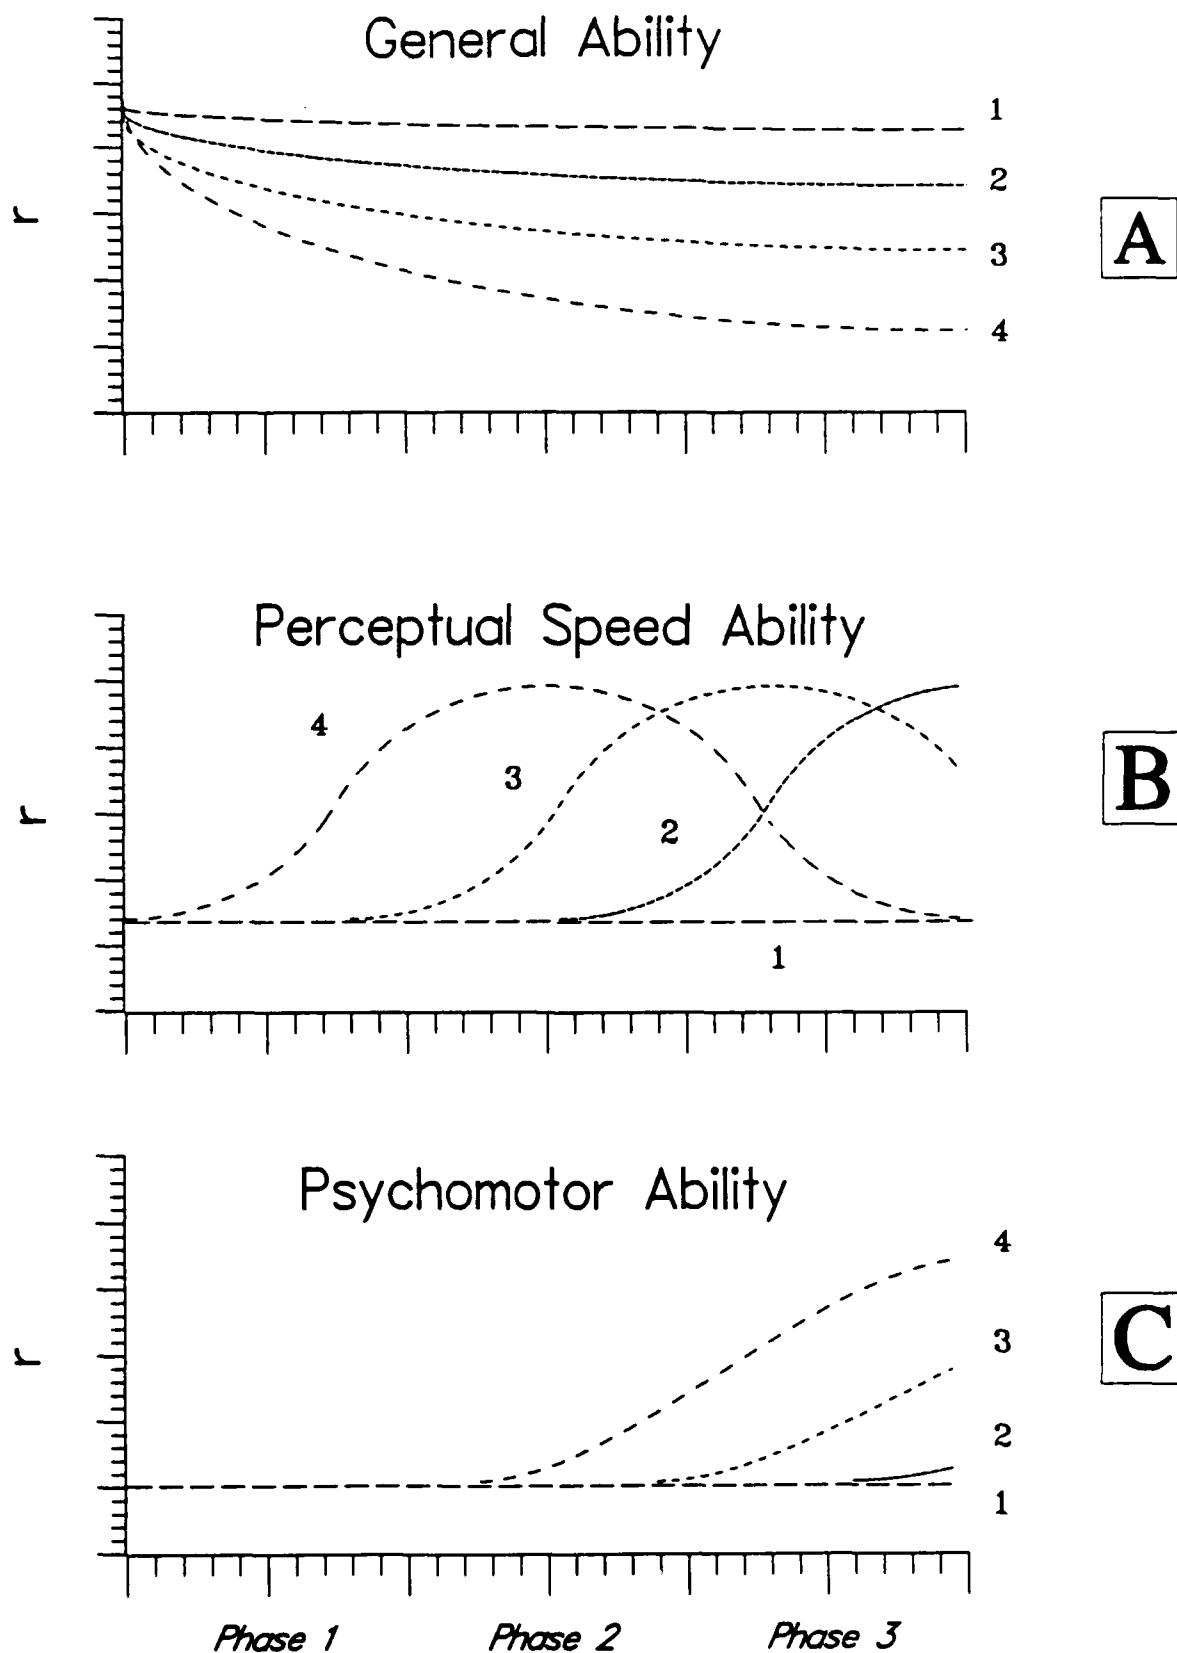 General Ability
1
2
r
A
3
4
Perceptual Speed Ability
4
3
B
r
2
1
Psychomotor Ability
4
3
C
r
2
1
Phase 1 Phase 2 Phase 3